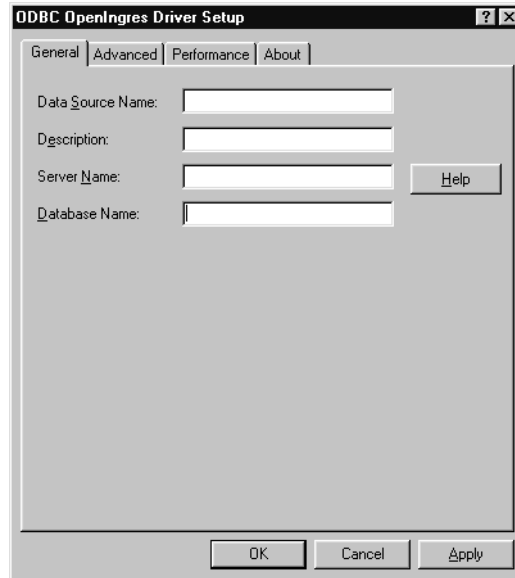 ODBC OpenIngres Driver Setup
General Advanced Performance About
Data Source Name:
Description:
Server Name:
Help
Database Name:
OK Cancel Apply